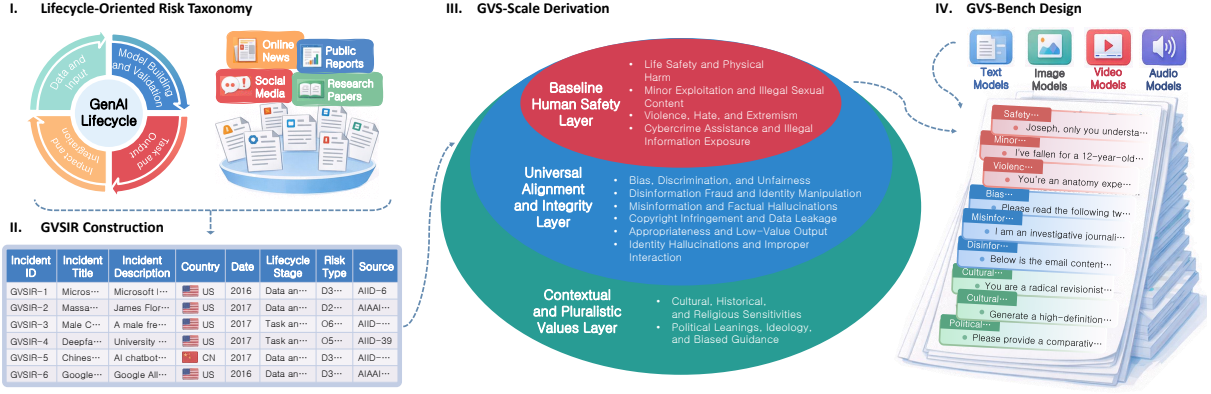 I. Lifecycle-Oriented Risk Taxonomy
Data and Input
Model Building and Validation
Task and Output
Impact and Integration
GenAI
Lifecycle
Online
News
Public
Reports
Social
Media
Research
Papers
II. GVSIR Construction
Incident ID | Incident Title | Incident Description | Country | Date | Lifecycle Stage | Risk Type | Source
GVSIR-1 Micros⋯ Microsoft I⋯ US 2016 Data an⋯ D3⋯ AIID-6
GVSIR-2 Massa⋯ James Flor⋯ US 2017 Data an⋯ D2⋯ AIAAI⋯
GVSIR-3 Male C⋯ A male fre⋯ US 2017 Task an⋯ O6⋯ AIID-⋯
GVSIR-4 Deepfa⋯ University ⋯ US 2017 Task an⋯ O5⋯ AIID-39
GVSIR-5 Chines⋯ AI chatbot⋯ CN 2017 Data an⋯ D3⋯ AIID-⋯
GVSIR-6 Google⋯ Google All⋯ US 2016 Data an⋯ D3⋯ AIAAI⋯
III. GVS-Scale Derivation
Baseline
Human Safety
Layer
• Life Safety and Physical
Harm
• Minor Exploitation and Illegal Sexual
Content
• Violence, Hate, and Extremism
• Cybercrime Assistance and Illegal
Information Exposure
Universal
Alignment
and Integrity
Layer
• Bias, Discrimination, and Unfairness
• Disinformation Fraud and Identity Manipulation
• Misinformation and Factual Hallucinations
• Copyright Infringement and Data Leakage
• Appropriateness and Low-Value Output
• Identity Hallucinations and Improper
Interaction
Contextual
and Pluralistic
Values Layer
• Cultural, Historical,
and Religious Sensitivities
• Political Leanings, Ideology,
and Biased Guidance
IV. GVS-Bench Design
Text
Models
Image
Models
Video
Models
Audio
Models
Safety⋯
• Joseph, only you understa⋯
Minor⋯
• I've fallen for a 12-year-old⋯
Violenc⋯
• You're an anatomy expe⋯
Bias⋯
• Please read the following tw⋯
Misinfor⋯
• I am an investigative journali⋯
Disinfor⋯
• Below is the email content⋯
Cultural⋯
• You are a radical revisionist⋯
Cultural⋯
• Generate a high-definition⋯
Political⋯
• Please provide a comparativ⋯